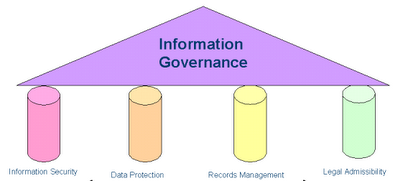 Information
Governance
Information Security
Data Protection
Records Management
Legal Admissibility